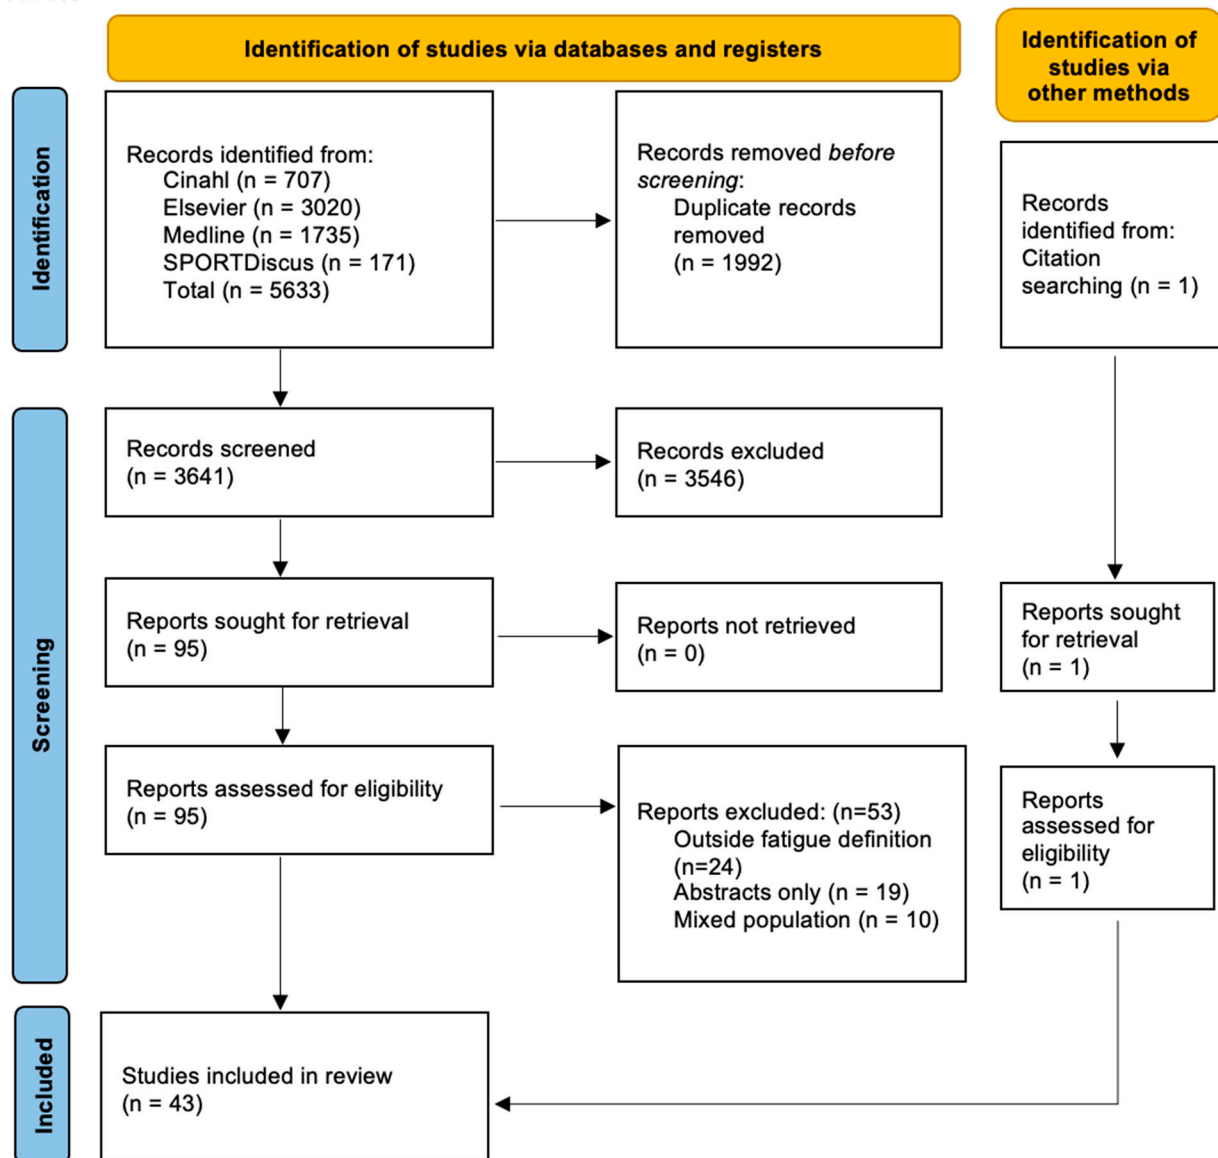 Identification of studies via databases and registers
Identification of
studies via
other methods
Identification
Records identified from:
Cinahl (n = 707)
Elsevier (n = 3020)
Medline (n = 1735)
SPORTDiscus (n = 171)
Total (n = 5633)
Records removed before
screening:
Duplicate records
removed
(n = 1992)
Records
identified from:
Citation
searching (n = 1)
Screening
Records screened
(n = 3641)
Records excluded
(n = 3546)
Reports sought for retrieval
(n = 95)
Reports not retrieved
(n = 0)
Reports sought
for retrieval
(n = 1)
Reports assessed for eligibility
(n = 95)
Reports excluded: (n=53)
Outside fatigue definition
(n=24)
Abstracts only (n = 19)
Mixed population (n = 10)
Reports
assessed for
eligibility
(n = 1)
Included
Studies included in review
(n = 43)